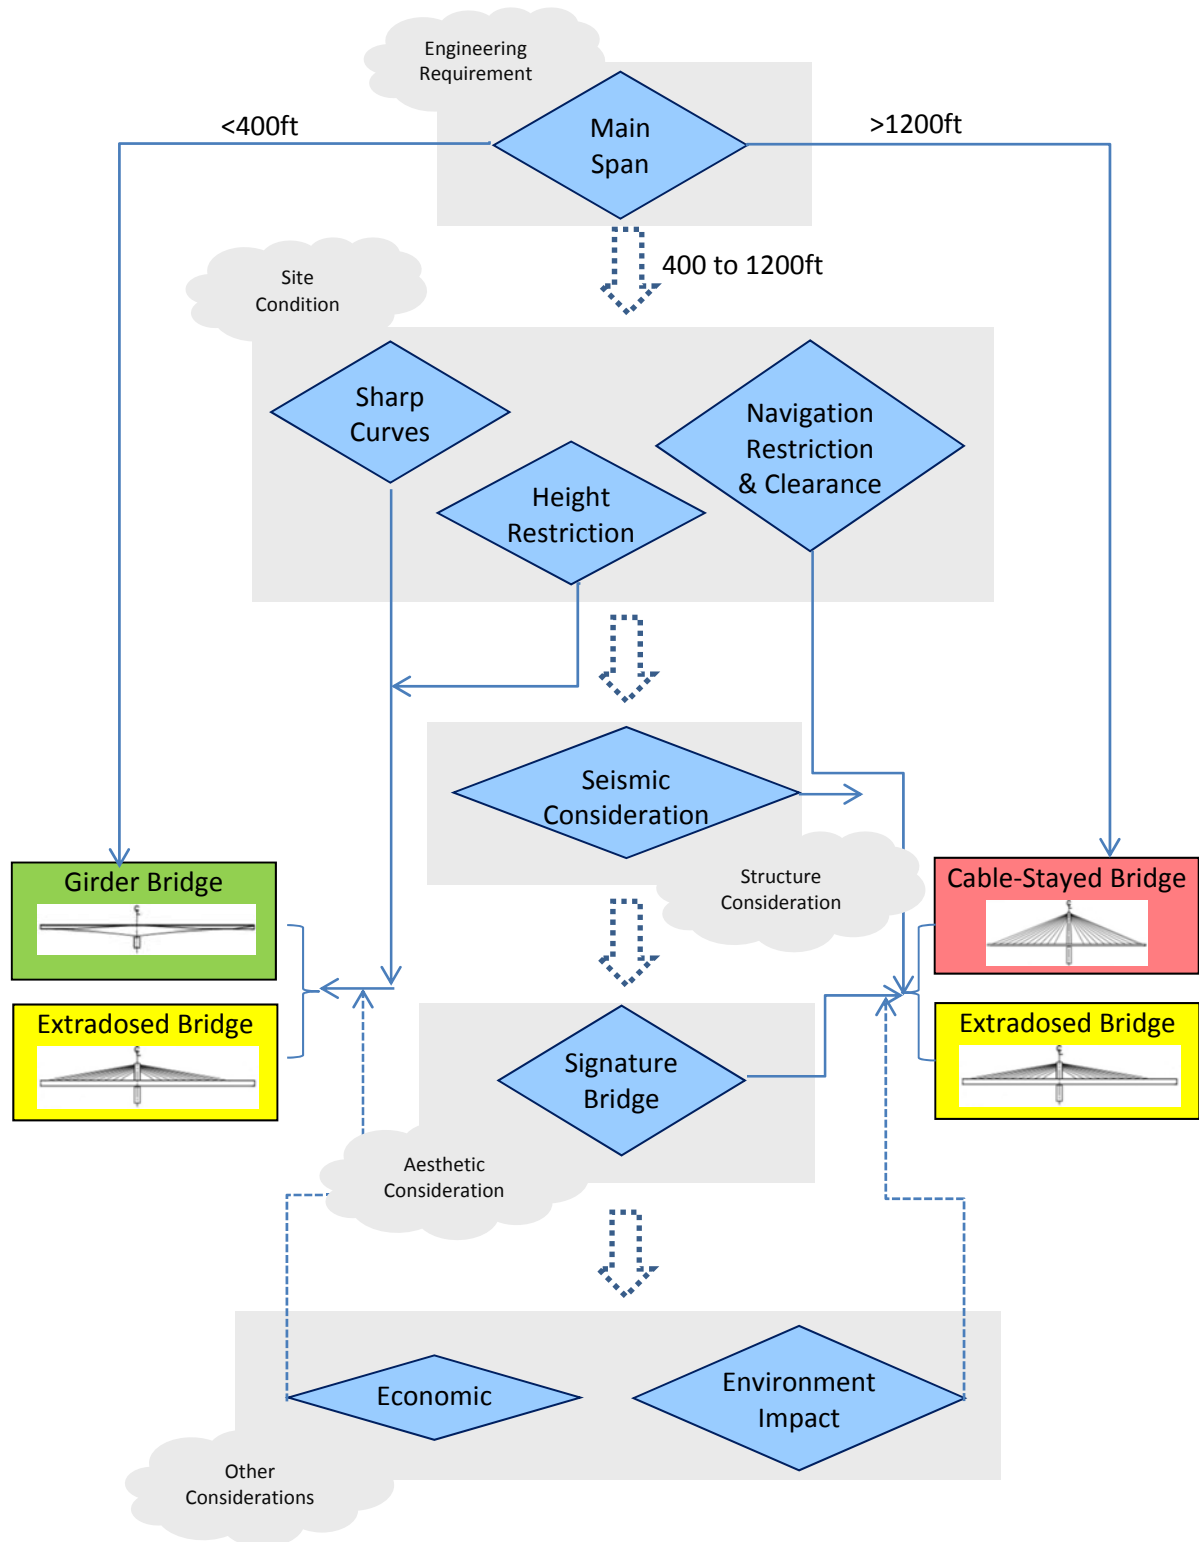 Engineering
Requirement
<400ft
Main
Span
>1200ft
400 to 1200ft
Site
Condition
Sharp
Curves
Height
Restriction
Navigation
Restriction
& Clearance
Seismic
Consideration
Structure
Consideration
Girder Bridge
Extradosed Bridge
Cable-Stayed Bridge
Extradosed Bridge
Signature
Bridge
Aesthetic
Consideration
Economic
Environment
Impact
Other
Considerations